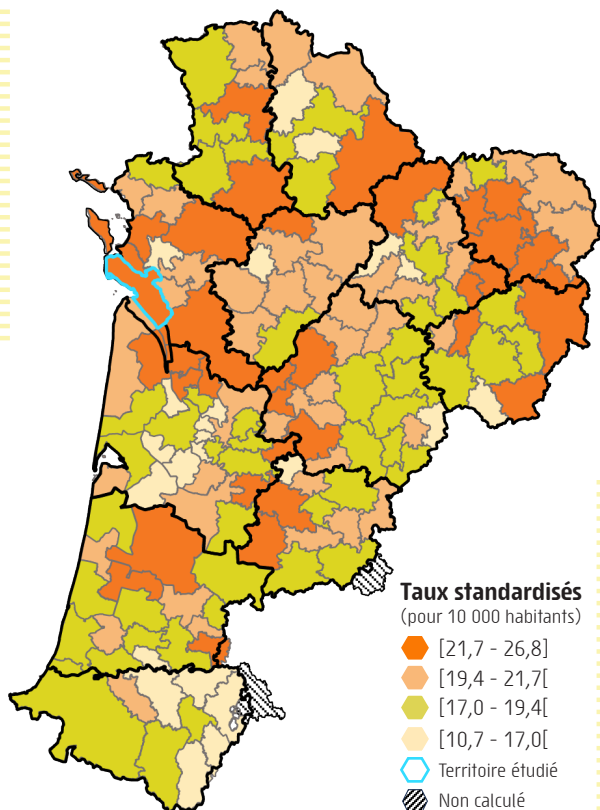 Taux standardisés
(pour 10 000 habitants)
[21,7 - 26,8]
[19,4 - 21,7[
[17,0 - 19,4[
[10,7 - 17,0[
Territoire étudié
Non calculé